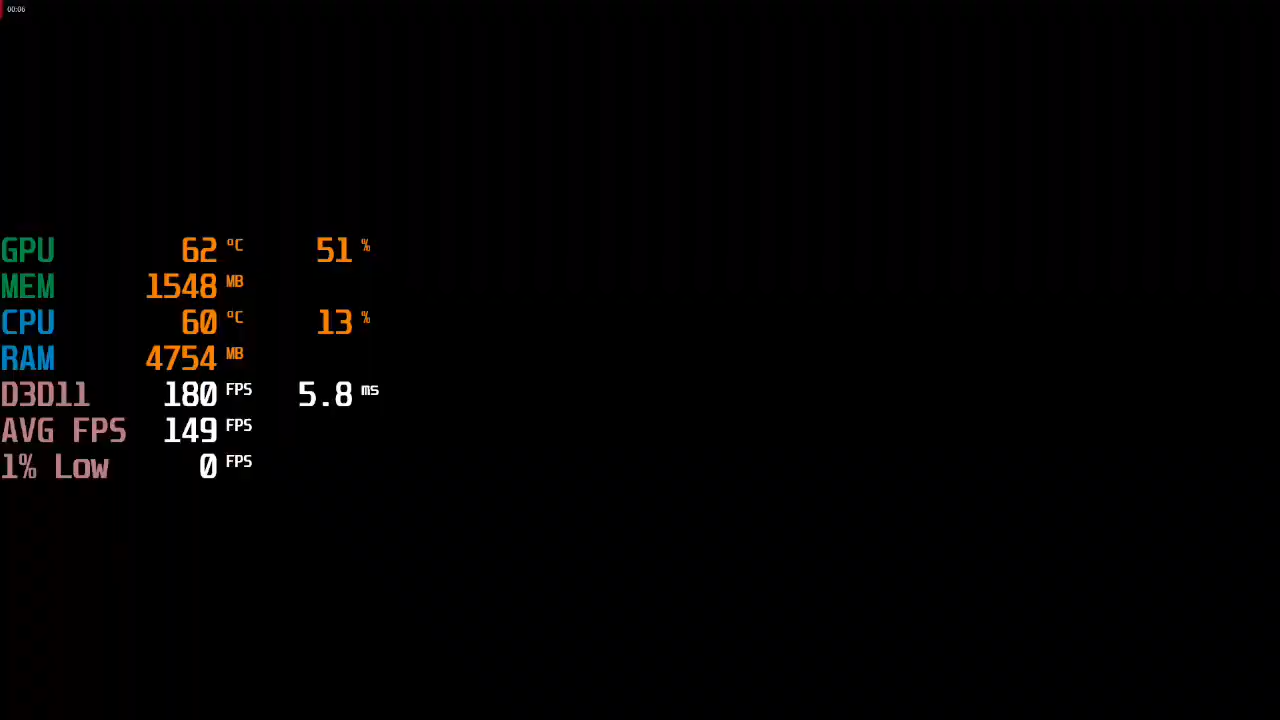 00:06
GPU 62 °C 51 %
MEM 1548 MB
CPU 60 °C 13 %
RAM 4754 MB
D3D11 180 FPS 5.8 ms
AVG FPS 149 FPS
1% Low 0 FPS